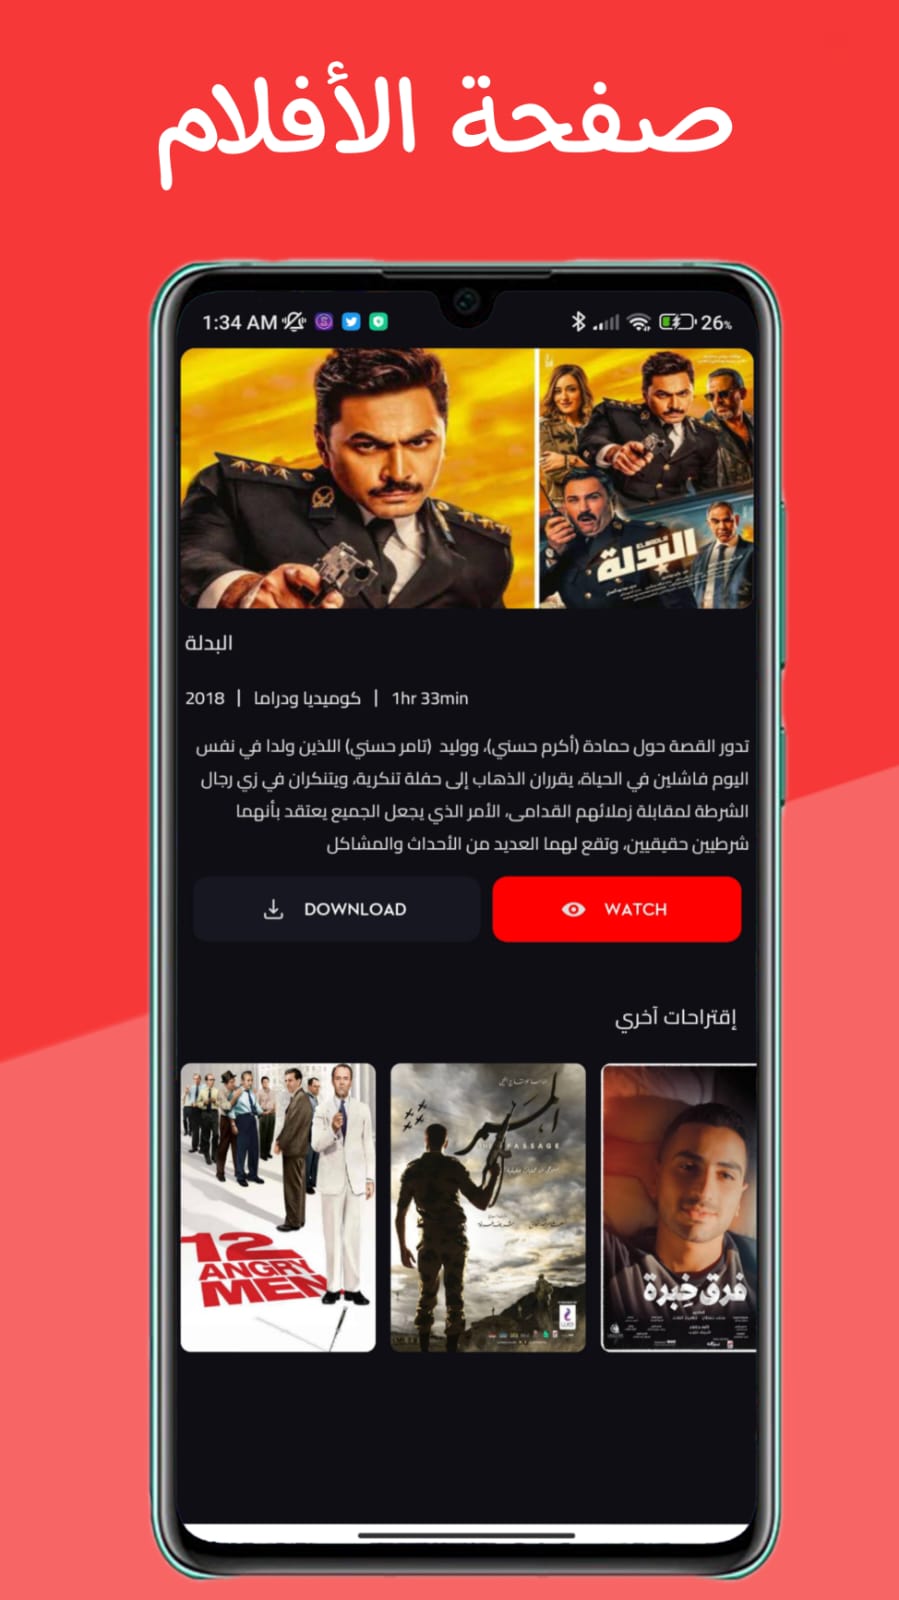 صفحة الأفلام
1:34 AM
26%
البدلة
البدلة
2018 | كوميديا ودراما | 1hr 33min
تدور القصة حول حمادة (أكرم حسني)، ووليد (تامر حسني) اللذين ولدا في نفس
اليوم فاشلين في الحياة، يقرران الذهاب إلى حفلة تنكرية، ويتنكران في زي رجال
الشرطة لمقابلة زملائهم القدامى، الأمر الذي يجعل الجميع يعتقد بأنهما
شرطيين حقيقيين، وتقع لهما العديد من الأحداث والمشاكل
DOWNLOAD
WATCH
إقتراحات آخري
12
ANGRY
MEN
الممر
THE PASSAGE
فرق خبرة